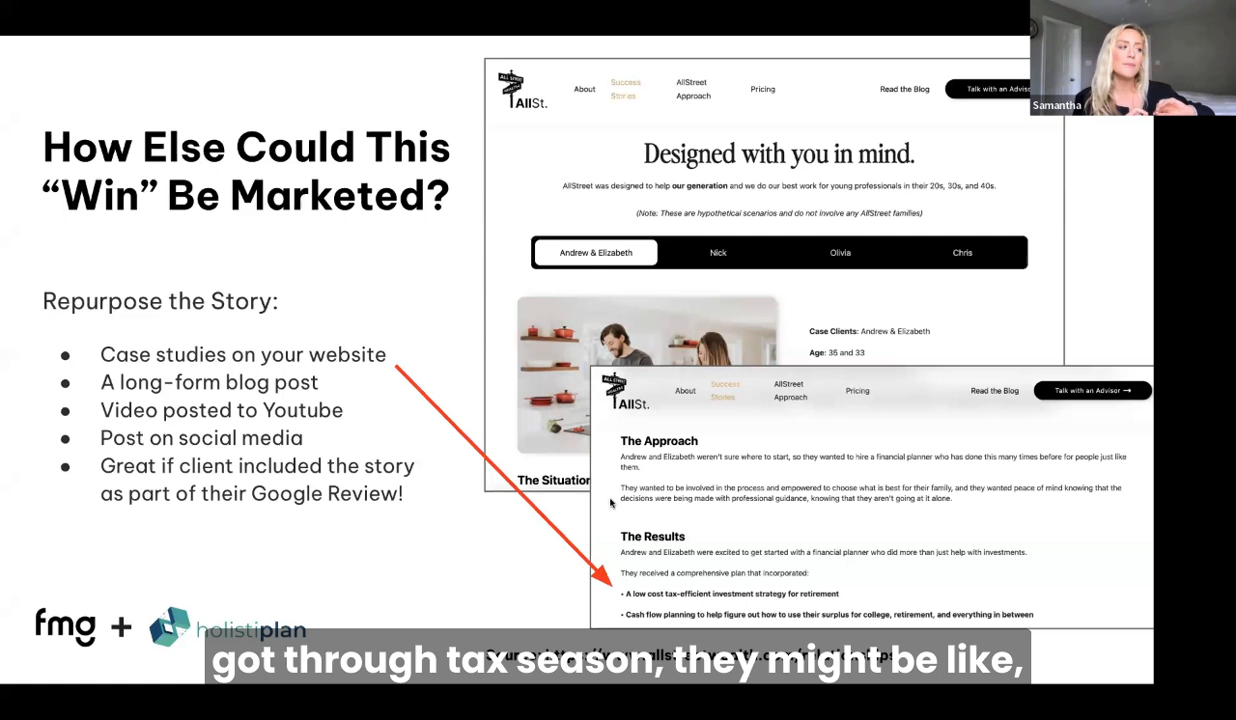 How Else Could This
“Win” Be Marketed?
Repurpose the Story:
● Case studies on your website
● A long-form blog post
● Video posted to Youtube
● Post on social media
● Great if client included the story
as part of their Google Review!
fmg + holistiplan
ALL STREET
AllSt.
About
Success
Stories
AllStreet
Approach
Pricing
Read the Blog
Talk with an Adviso
Samantha
Designed with you in mind.
AllStreet was designed to help our generation and we do our best work for young professionals in their 20s, 30s, and 40s.
(Note: These are hypothetical scenarios and do not involve any AllStreet families)
Andrew & Elizabeth
Nick
Olivia
Chris
Case Clients: Andrew & Elizabeth
Age: 35 and 33
The Situation
ALL STREET
AllSt.
About
Success
Stories
AllStreet
Approach
Pricing
Read the Blog
Talk with an Advisor →
The Approach
Andrew and Elizabeth weren't sure where to start, so they wanted to hire a financial planner who has done this many times before for people just like
them.
They wanted to be involved in the process and empowered to choose what is best for their family, and they wanted peace of mind knowing that the
decisions were being made with professional guidance, knowing that they aren't going at it alone.
The Results
Andrew and Elizabeth were excited to get started with a financial planner who did more than just help with investments.
They received a comprehensive plan that incorporated:
• A low cost tax-efficient investment strategy for retirement
• Cash flow planning to help figure out how to use their surplus for college, retirement, and everything in between
got through tax season, they might be like,